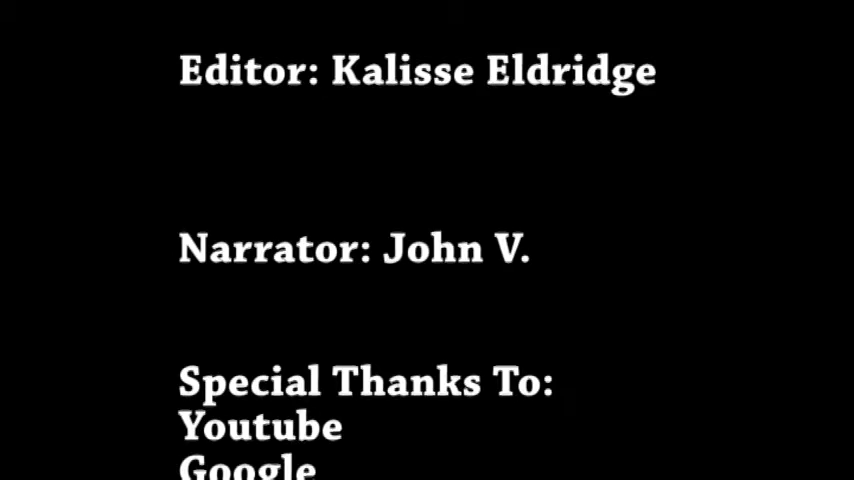 Editor: Kalisse Eldridge
Narrator: John V.
Special Thanks To:
Youtube
Google